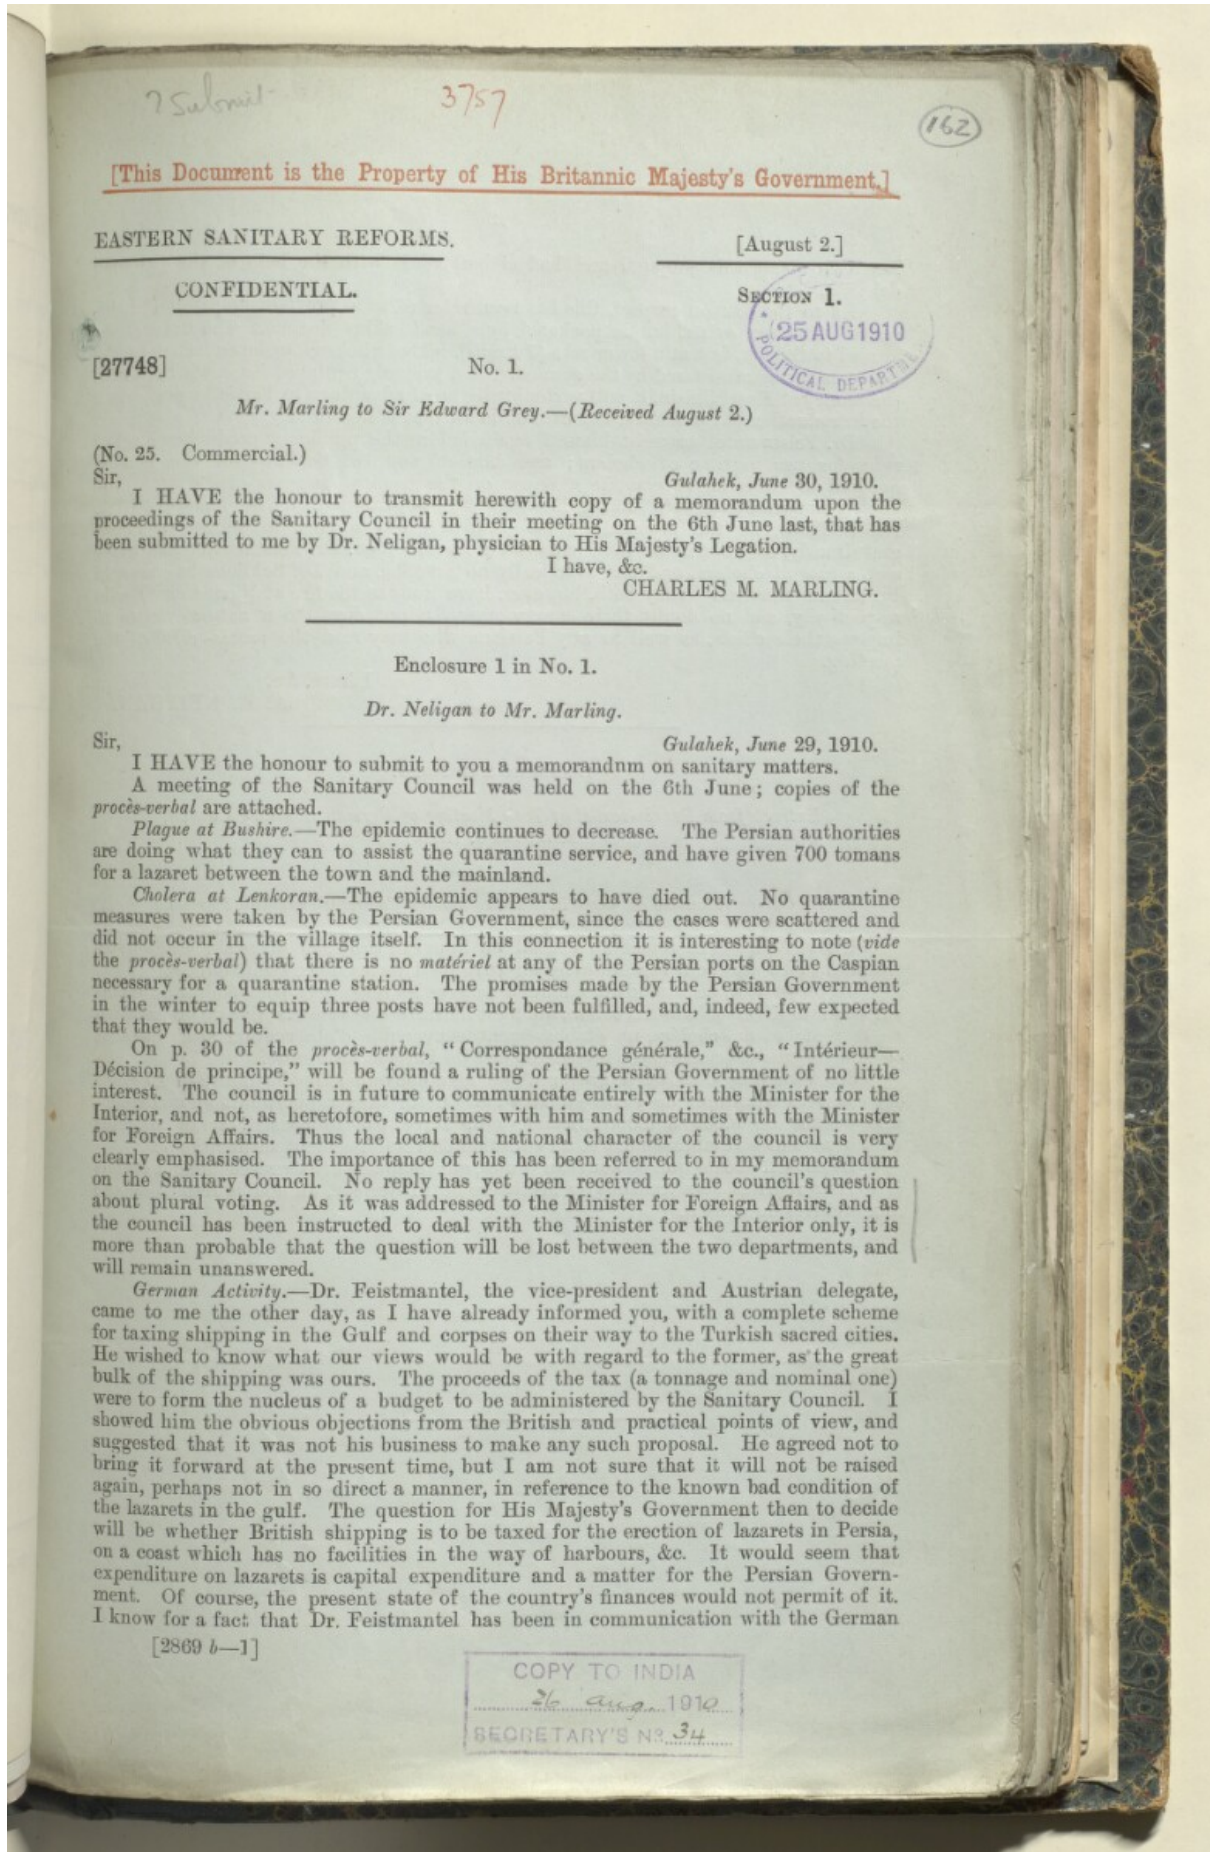 ? Submit
3757
162
[This Document is the Property of His Britannic Majesty's Government.]
EASTERN SANITARY REFORMS.
[August 2.]
CONFIDENTIAL.
SECTION 1.
25 AUG 1910
POLITICAL DEPARTME
[27748]
No. 1.
Mr. Marling to Sir Edward Grey.—(Received August 2.)
(No. 25. Commercial.)
Sir,
Gulahek, June 30, 1910.
I HAVE the honour to transmit herewith copy of a memorandum upon the
proceedings of the Sanitary Council in their meeting on the 6th June last, that has
been submitted to me by Dr. Neligan, physician to His Majesty's Legation.
I have, &c.
CHARLES M. MARLING.
Enclosure 1 in No. 1.
Dr. Neligan to Mr. Marling.
Sir,
Gulahek, June 29, 1910.
I HAVE the honour to submit to you a memorandnm on sanitary matters.
A meeting of the Sanitary Council was held on the 6th June; copies of the
procès-verbal are attached.
Plague at Bushire.—The epidemic continues to decrease. The Persian authorities
are doing what they can to assist the quarantine service, and have given 700 tomans
for a lazaret between the town and the mainland.
Cholera at Lenkoran.—The epidemic appears to have died out. No quarantine
measures were taken by the Persian Government, since the cases were scattered and
did not occur in the village itself. In this connection it is interesting to note (vide
the procès-verbal) that there is no matériel at any of the Persian ports on the Caspian
necessary for a quarantine station. The promises made by the Persian Government
in the winter to equip three posts have not been fulfilled, and, indeed, few expected
that they would be.
On p. 30 of the procès-verbal, "Correspondance générale," &c., "Intérieur—
Décision de principe," will be found a ruling of the Persian Government of no little
interest. The council is in future to communicate entirely with the Minister for the
Interior, and not, as heretofore, sometimes with him and sometimes with the Minister
for Foreign Affairs. Thus the local and national character of the council is very
clearly emphasised. The importance of this has been referred to in my memorandum
on the Sanitary Council. No reply has yet been received to the council's question
about plural voting. As it was addressed to the Minister for Foreign Affairs, and as
the council has been instructed to deal with the Minister for the Interior only, it is
more than probable that the question will be lost between the two departments, and
will remain unanswered.
German Activity.—Dr. Feistmantel, the vice-president and Austrian delegate,
came to me the other day, as I have already informed you, with a complete scheme
for taxing shipping in the Gulf and corpses on their way to the Turkish sacred cities.
He wished to know what our views would be with regard to the former, as the great
bulk of the shipping was ours. The proceeds of the tax (a tonnage and nominal one)
were to form the nucleus of a budget to be administered by the Sanitary Council. I
showed him the obvious objections from the British and practical points of view, and
suggested that it was not his business to make any such proposal. He agreed not to
bring it forward at the present time, but I am not sure that it will not be raised
again, perhaps not in so direct a manner, in reference to the known bad condition of
the lazarets in the gulf. The question for His Majesty's Government then to decide
will be whether British shipping is to be taxed for the erection of lazarets in Persia,
on a coast which has no facilities in the way of harbours, &c. It would seem that
expenditure on lazarets is capital expenditure and a matter for the Persian Govern-
ment. Of course, the present state of the country's finances would not permit of it.
I know for a fact that Dr. Feistmantel has been in communication with the German
[2869 b—1]
COPY TO INDIA
26 Aug. 1910
SECRETARY'S No. 34